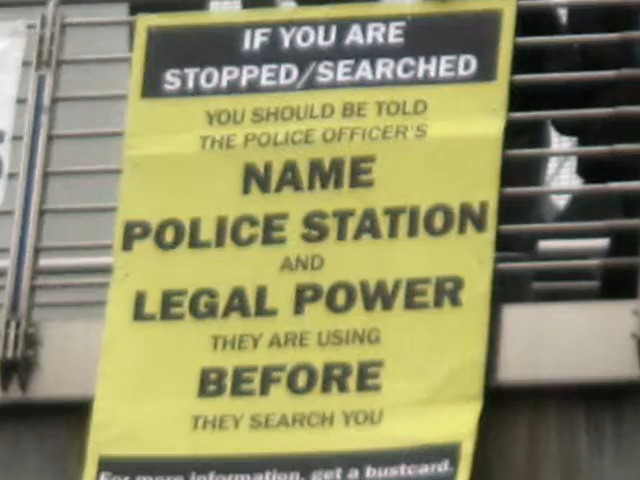 IF YOU ARE
STOPPED/SEARCHED
YOU SHOULD BE TOLD
THE POLICE OFFICER'S
NAME
POLICE STATION
AND
LEGAL POWER
THEY ARE USING
BEFORE
THEY SEARCH YOU
For more information, get a bustcard.